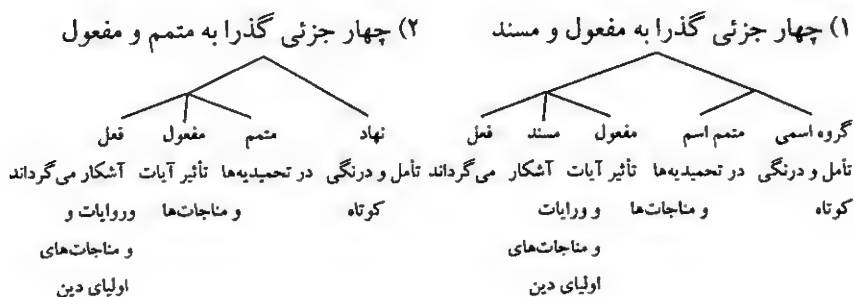 ۱) چهار جزئی گذرا به مفعول و مسند
گروه اسمی متمم اسم مفعول مسند فعل
تأمل و درنگی در تحمیدیه‌ها تأثیر آیات آشکار می‌گرداند
کوتاه و مناجات‌ها و ورایات
و مناجات‌های
اولیای دین
۲) چهار جزئی گذرا به متمم و مفعول
نهاد متمم مفعول فعل
تأمل و درنگی در تحمیدیه‌ها تأثیر آیات آشکار می‌گرداند
کوتاه و مناجات‌ها وروایات و
و مناجات‌های
اولیای دین